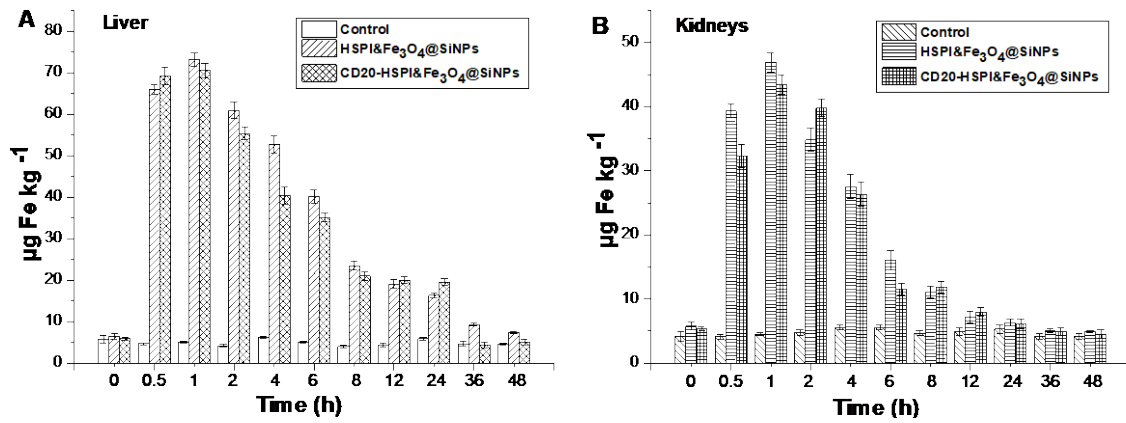 A
Liver
Control
HSPI&Fe3O4@SiNPs
CD20-HSPI&Fe3O4@SiNPs
80
70
60
50
40
30
20
10
0
µg Fe kg -1
0 0.5 1 2 4 6 8 12 24 36 48
Time (h)
B
Kidneys
Control
HSPI&Fe3O4@SiNPs
CD20-HSPI&Fe3O4@SiNPs
50
40
30
20
10
0
µg Fe kg -1
0 0.5 1 2 4 6 8 12 24 36 48
Time (h)